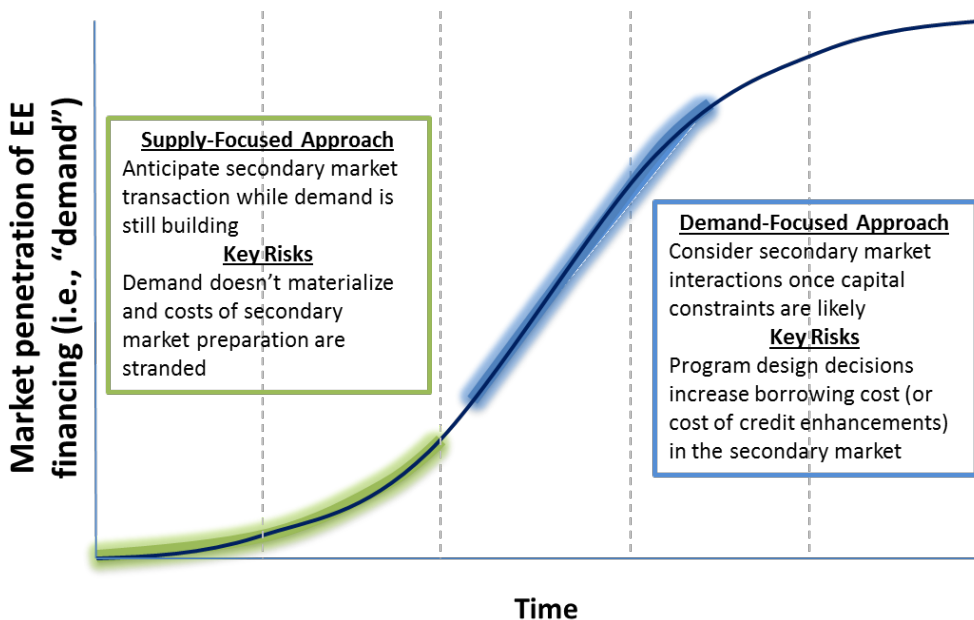 Market penetration of EE
financing (i.e., “demand”)
Supply-Focused Approach
Anticipate secondary market
transaction while demand is
still building
Key Risks
Demand doesn’t materialize
and costs of secondary
market preparation are
stranded
Demand-Focused Approach
Consider secondary market
interactions once capital
constraints are likely
Key Risks
Program design decisions
increase borrowing cost (or
cost of credit enhancements)
in the secondary market
Time